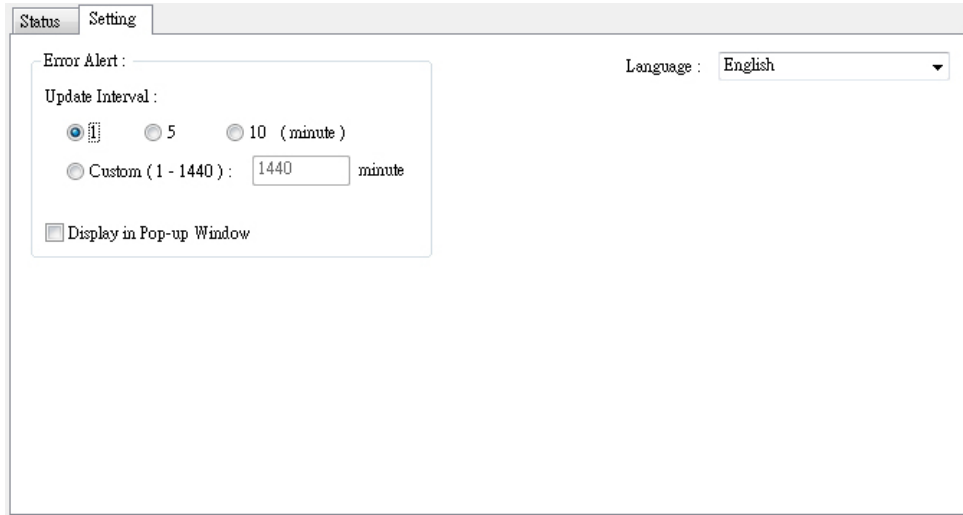 Status Setting
Error Alert :
Language : English
Update Interval :
1 5 10 ( minute )
Custom ( 1 - 1440 ) : 1440 minute
Display in Pop-up Window